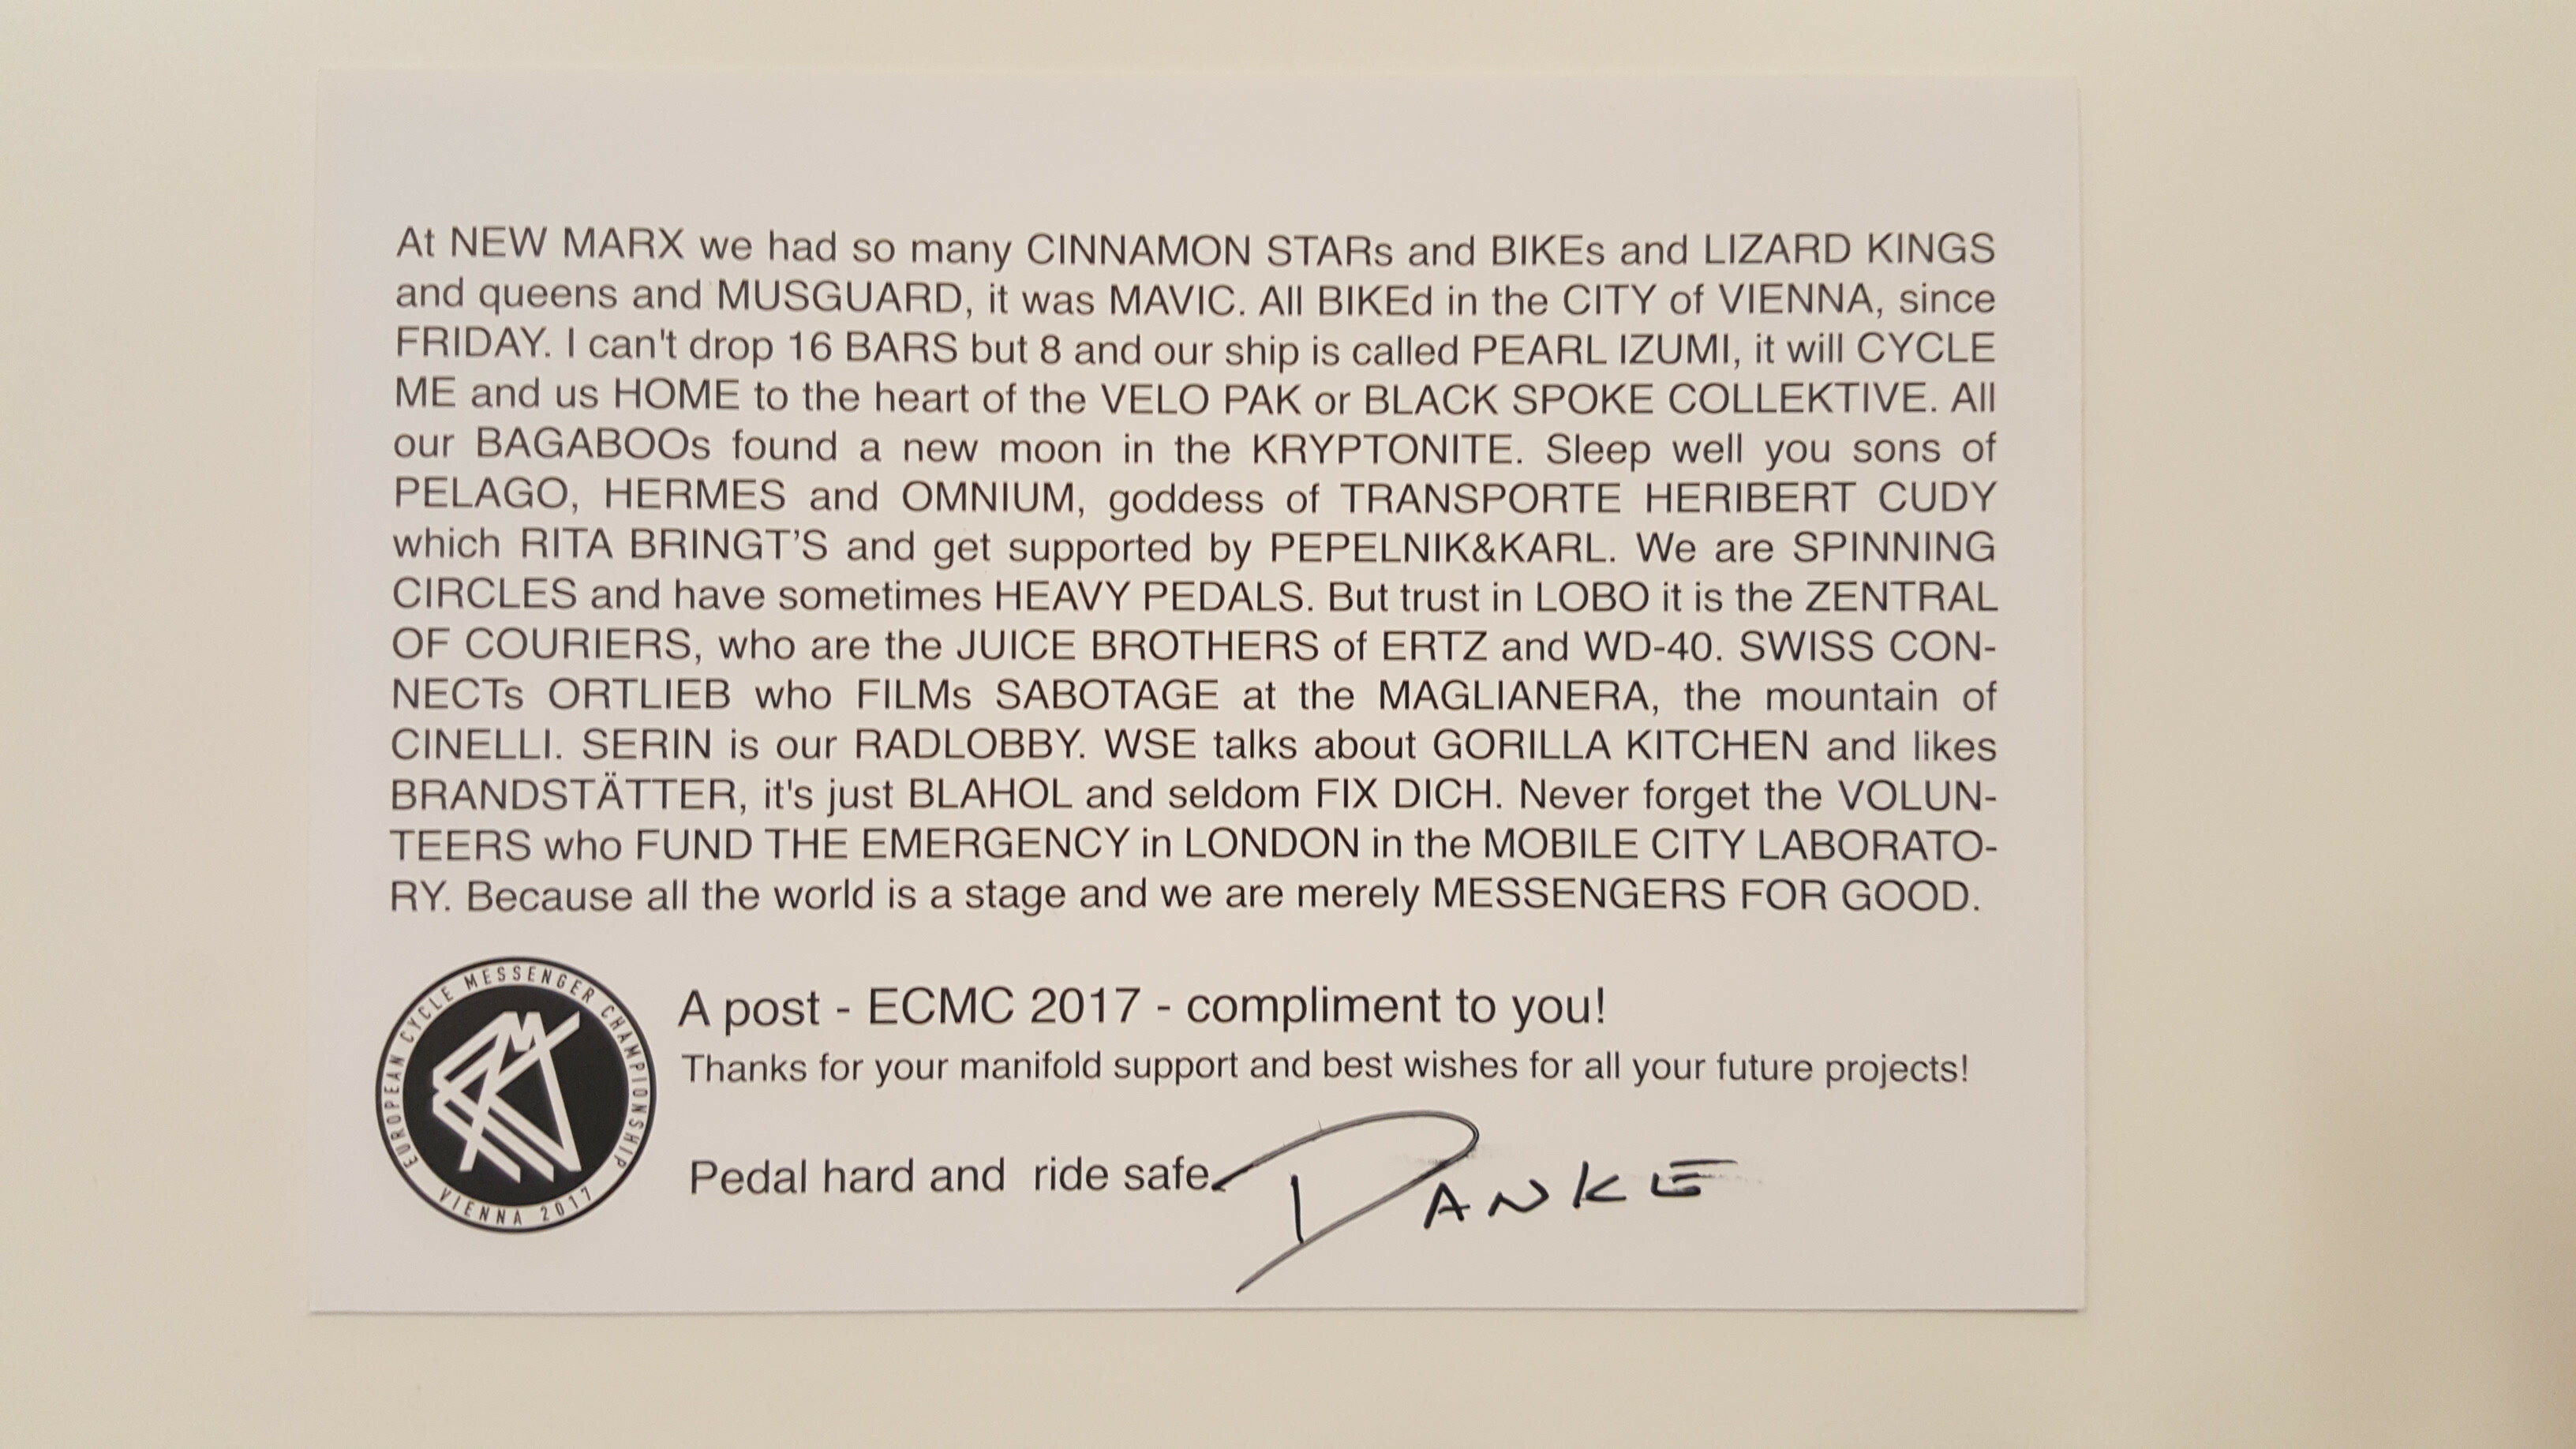 At NEW MARX we had so many CINNAMON STARs and BIKEs and LIZARD KINGS
and queens and MUSGUARD, it was MAVIC. All BIKEd in the CITY of VIENNA, since
FRIDAY. I can't drop 16 BARS but 8 and our ship is called PEARL IZUMI, it will CYCLE
ME and us HOME to the heart of the VELO PAK or BLACK SPOKE COLLEKTIVE. All
our BAGABOOs found a new moon in the KRYPTONITE. Sleep well you sons of
PELAGO, HERMES and OMNIUM, goddess of TRANSPORTE HERIBERT CUDY
which RITA BRINGT’S and get supported by PEPELNIK&KARL. We are SPINNING
CIRCLES and have sometimes HEAVY PEDALS. But trust in LOBO it is the ZENTRAL
OF COURIERS, who are the JUICE BROTHERS of ERTZ and WD-40. SWISS CON-
NECTs ORTLIEB who FILMs SABOTAGE at the MAGLIANERA, the mountain of
CINELLI. SERIN is our RADLOBBY. WSE talks about GORILLA KITCHEN and likes
BRANDSTÄTTER, it's just BLAHOL and seldom FIX DICH. Never forget the VOLUN-
TEERS who FUND THE EMERGENCY in LONDON in the MOBILE CITY LABORATO-
RY. Because all the world is a stage and we are merely MESSENGERS FOR GOOD.
EUROPEAN CYCLE MESSENGER CHAMPIONSHIP
VIENNA 2017
A post - ECMC 2017 - compliment to you!
Thanks for your manifold support and best wishes for all your future projects!
Pedal hard and ride safe.
DANKE